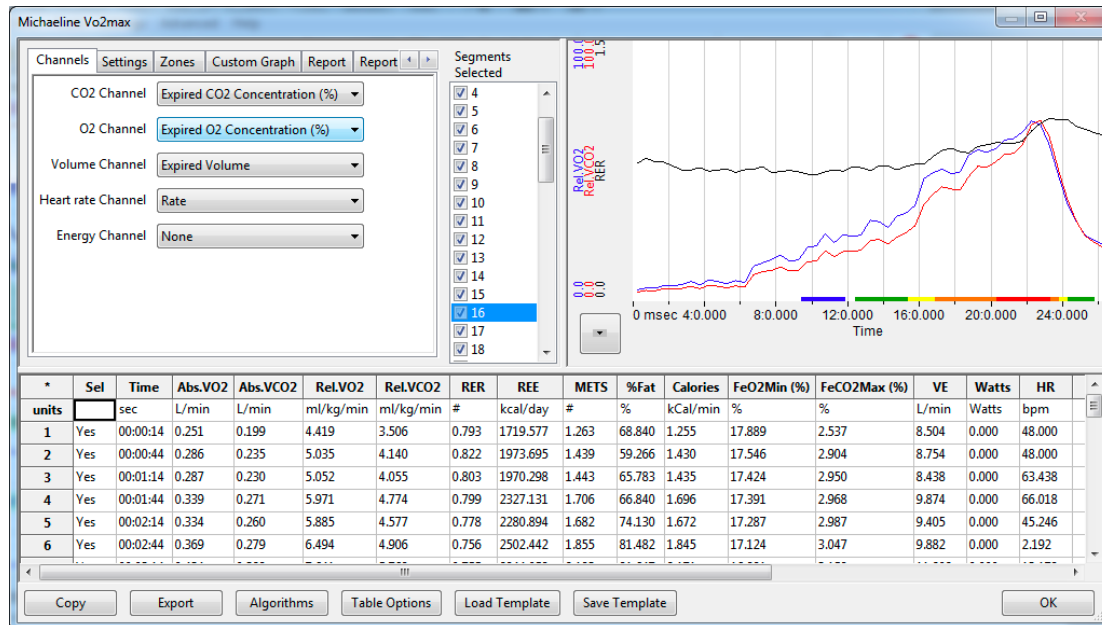 Michaeline Vo2max
Channels Settings Zones Custom Graph Report Report
CO2 Channel Expired CO2 Concentration (%)
O2 Channel Expired O2 Concentration (%)
Volume Channel Expired Volume
Heart rate Channel Rate
Energy Channel None
Segments
Selected
4
5
6
7
8
9
10
11
12
13
14
15
16
17
18
100.0
100.0
1.5
Rel.VO2
Rel.VCO2
RER
0.0
0.0
0.0
0 msec 4:0.000 8:0.000 12:0.000 16:0.000 20:0.000 24:0.000
Time
* Sel Time Abs.VO2 Abs.VCO2 Rel.VO2 Rel.VCO2 RER REE METS %Fat Calories FeO2Min (%) FeCO2Max (%) VE Watts HR
units sec L/min L/min ml/kg/min ml/kg/min # kcal/day # % kCal/min % % L/min Watts bpm
1 Yes 00:00:14 0.251 0.199 4.419 3.506 0.793 1719.577 1.263 68.840 1.255 17.889 2.537 8.504 0.000 48.000
2 Yes 00:00:44 0.286 0.235 5.035 4.140 0.822 1973.695 1.439 59.266 1.430 17.546 2.904 8.754 0.000 48.000
3 Yes 00:01:14 0.287 0.230 5.052 4.055 0.803 1970.298 1.443 65.783 1.435 17.424 2.950 8.438 0.000 63.438
4 Yes 00:01:44 0.339 0.271 5.971 4.774 0.799 2327.131 1.706 66.840 1.696 17.391 2.968 9.874 0.000 66.018
5 Yes 00:02:14 0.334 0.260 5.885 4.577 0.778 2280.894 1.682 74.130 1.672 17.287 2.987 9.405 0.000 45.246
6 Yes 00:02:44 0.369 0.279 6.494 4.906 0.756 2502.442 1.855 81.482 1.845 17.124 3.047 9.882 0.000 2.192
Copy Export Algorithms Table Options Load Template Save Template OK